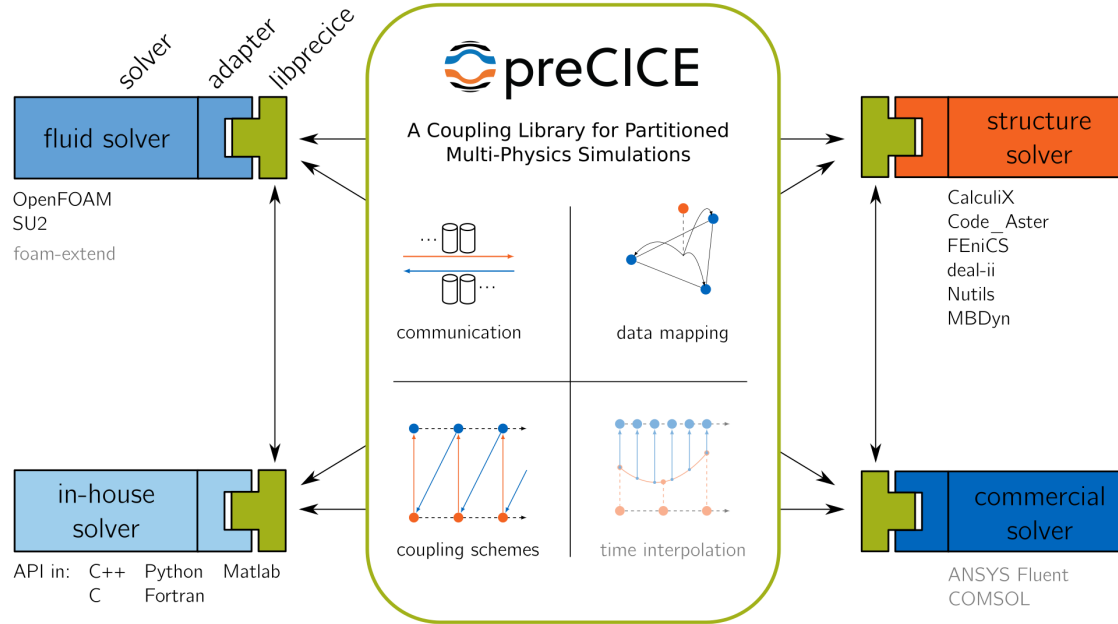 solver
adapter
libprecice
preCICE
A Coupling Library for Partitioned
Multi-Physics Simulations
fluid solver
OpenFOAM
SU2
foam-extend
structure
solver
CalculiX
Code_Aster
FEniCS
deal-ii
Nutils
MBDyn
...
...
communication
data mapping
coupling schemes
time interpolation
in-house
solver
API in: C++ Python Matlab
C Fortran
commercial
solver
ANSYS Fluent
COMSOL